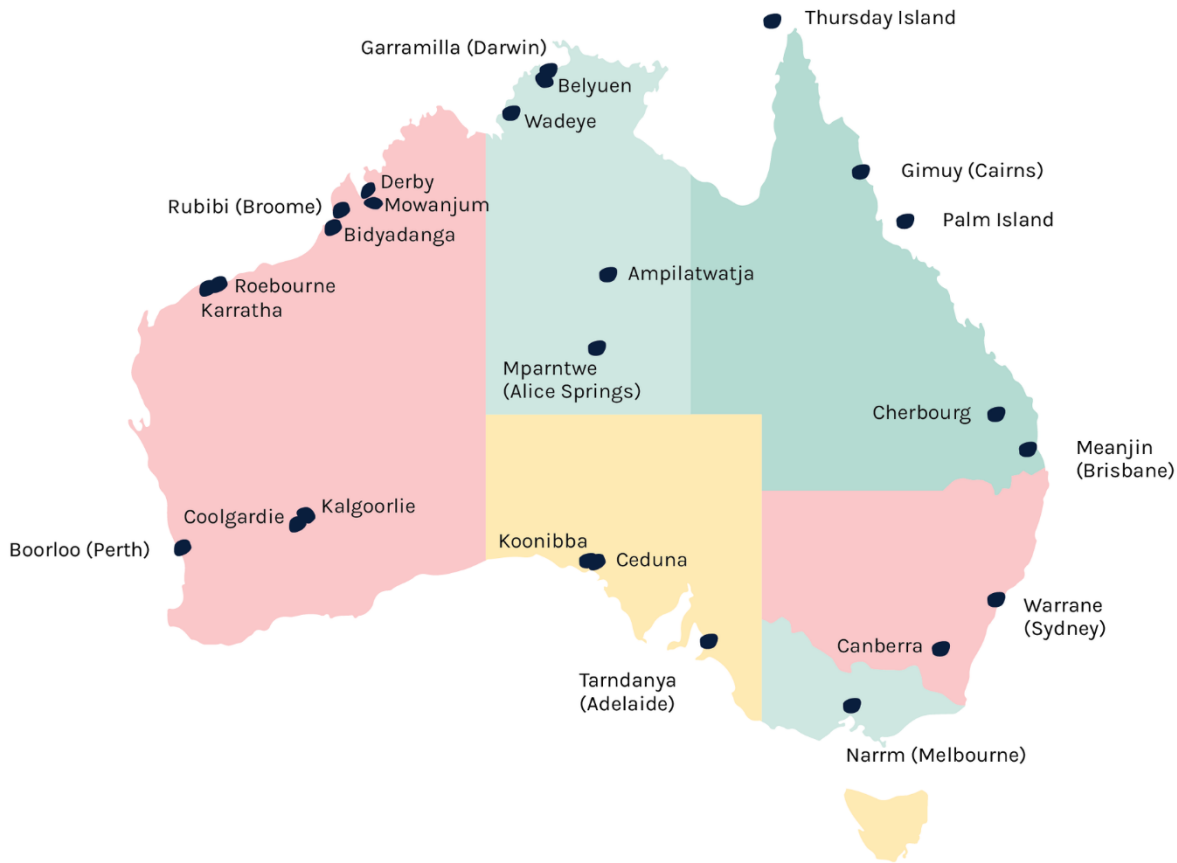 Thursday Island
Garramilla (Darwin)
Belyuen
Wadeye
Gimuy (Cairns)
Derby
Mowanjum
Rubibi (Broome)
Palm Island
Bidyadanga
Ampilatwatja
Roebourne
Karratha
Mparntwe
(Alice Springs)
Cherbourg
Meanjin
(Brisbane)
Kalgoorlie
Coolgardie
Boorloo (Perth)
Koonibba
Ceduna
Warrane
(Sydney)
Canberra
Tarndanya
(Adelaide)
Narrm (Melbourne)